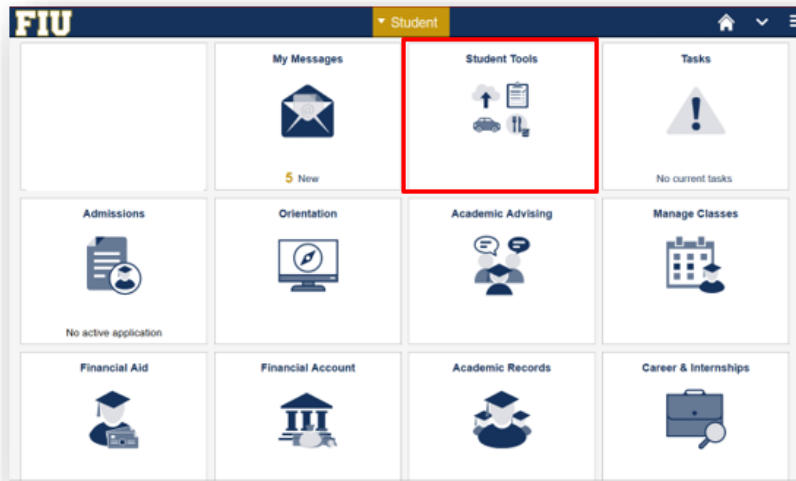 FIU
Student
My Messages
Student Tools
Tasks
5 New
No current tasks
Admissions
Orientation
Academic Advising
Manage Classes
No active application
Financial Aid
Financial Account
Academic Records
Career & Internships